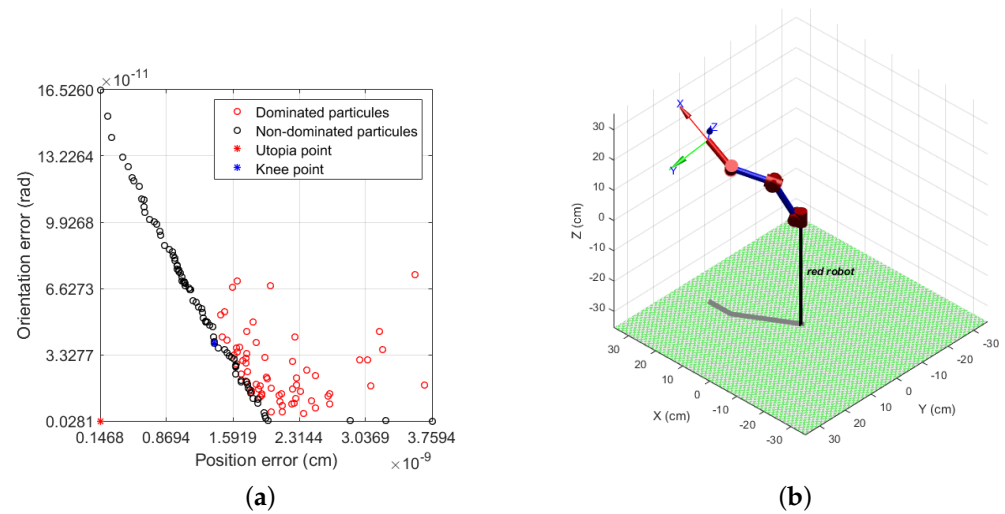 ×10⁻¹¹
16.5260
13.2264
9.9268
6.6273
3.3277
0.0281
Orientation error (rad)
Dominated particules
Non-dominated particules
Utopia point
Knee point
0.1468 0.8694 1.5919 2.3144 3.0369 3.7594
Position error (cm)
×10⁻⁹
(a)
X
Z
Y
30
20
10
0
-10
-20
-30
Z (cm)
red robot
30 20 10 0 -10 -20 -30
X (cm)
30 20 10 0 -10 -20 -30
Y (cm)
(b)